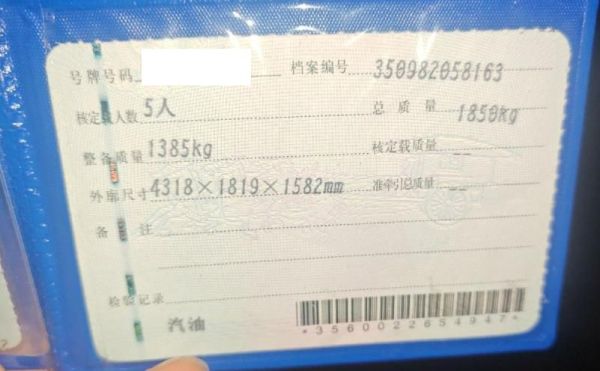 号牌号码 档案编号 350982058163
核定载人数 5人 总质量 1850kg
整备质量 1385kg 核定载质量 --
外廓尺寸 4318×1819×1582mm 准牵引总质量 --
备注
检验记录
汽油
*3560022654947*